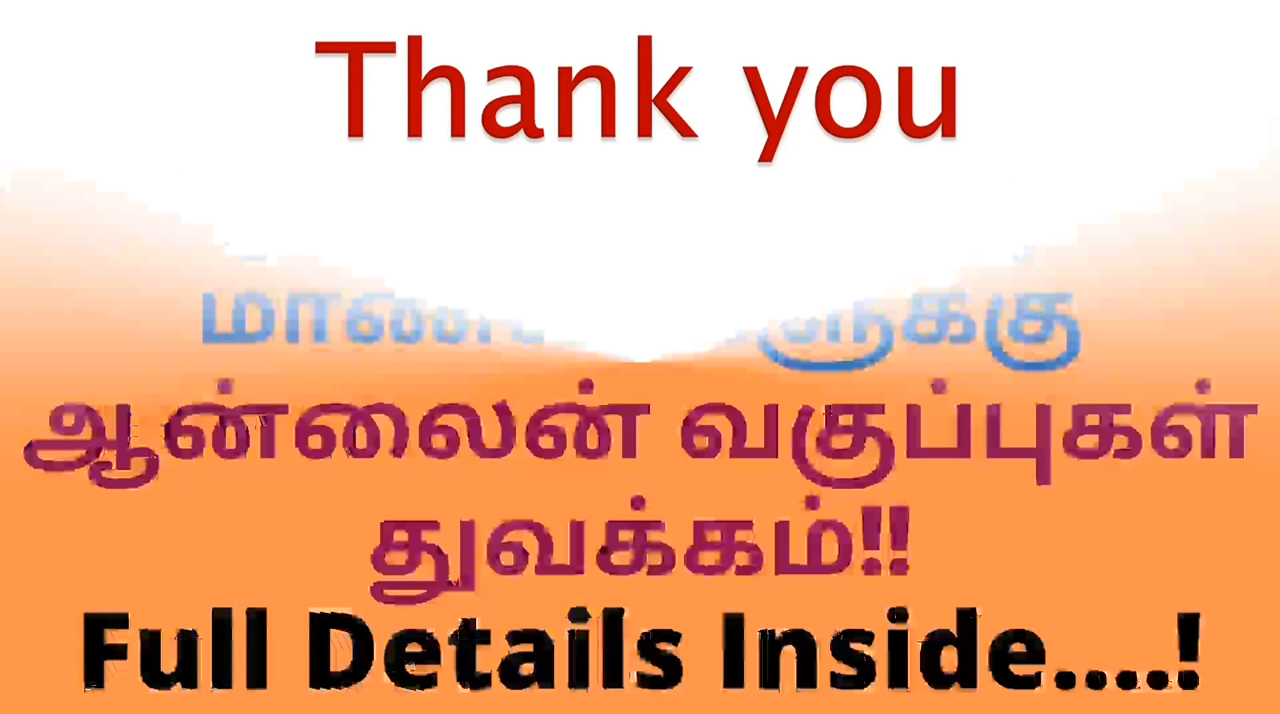 Thank you
ஆன்லைன் வகுப்புகள்
துவக்கம்!!
Full Details Inside....!